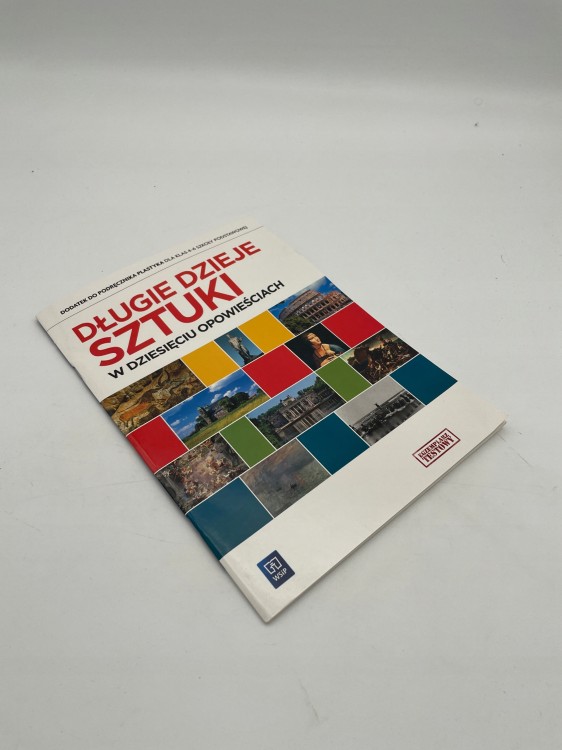 DODATEK DO PODRĘCZNIKA PLASTYKA DLA KLAS 4-6 SZKOŁY PODSTAWOWEJ
DŁUGIE DZIEJE
SZTUKI
W DZIESIĘCIU OPOWIEŚCIACH
EGZEMPLARZ
TESTOWY
WSiP